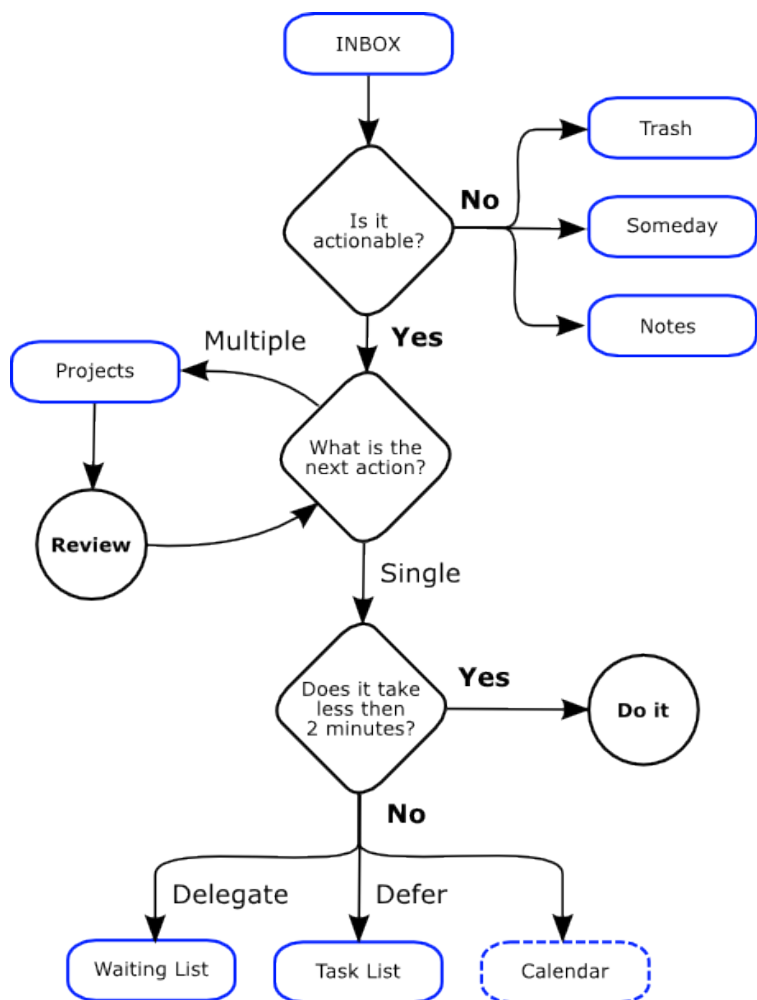 INBOX
Trash
Is it
actionable?
No
Someday
Notes
Yes
Multiple
Projects
What is the
next action?
Review
Single
Does it take
less then
2 minutes?
Yes
Do it
No
Delegate
Defer
Waiting List
Task List
Calendar